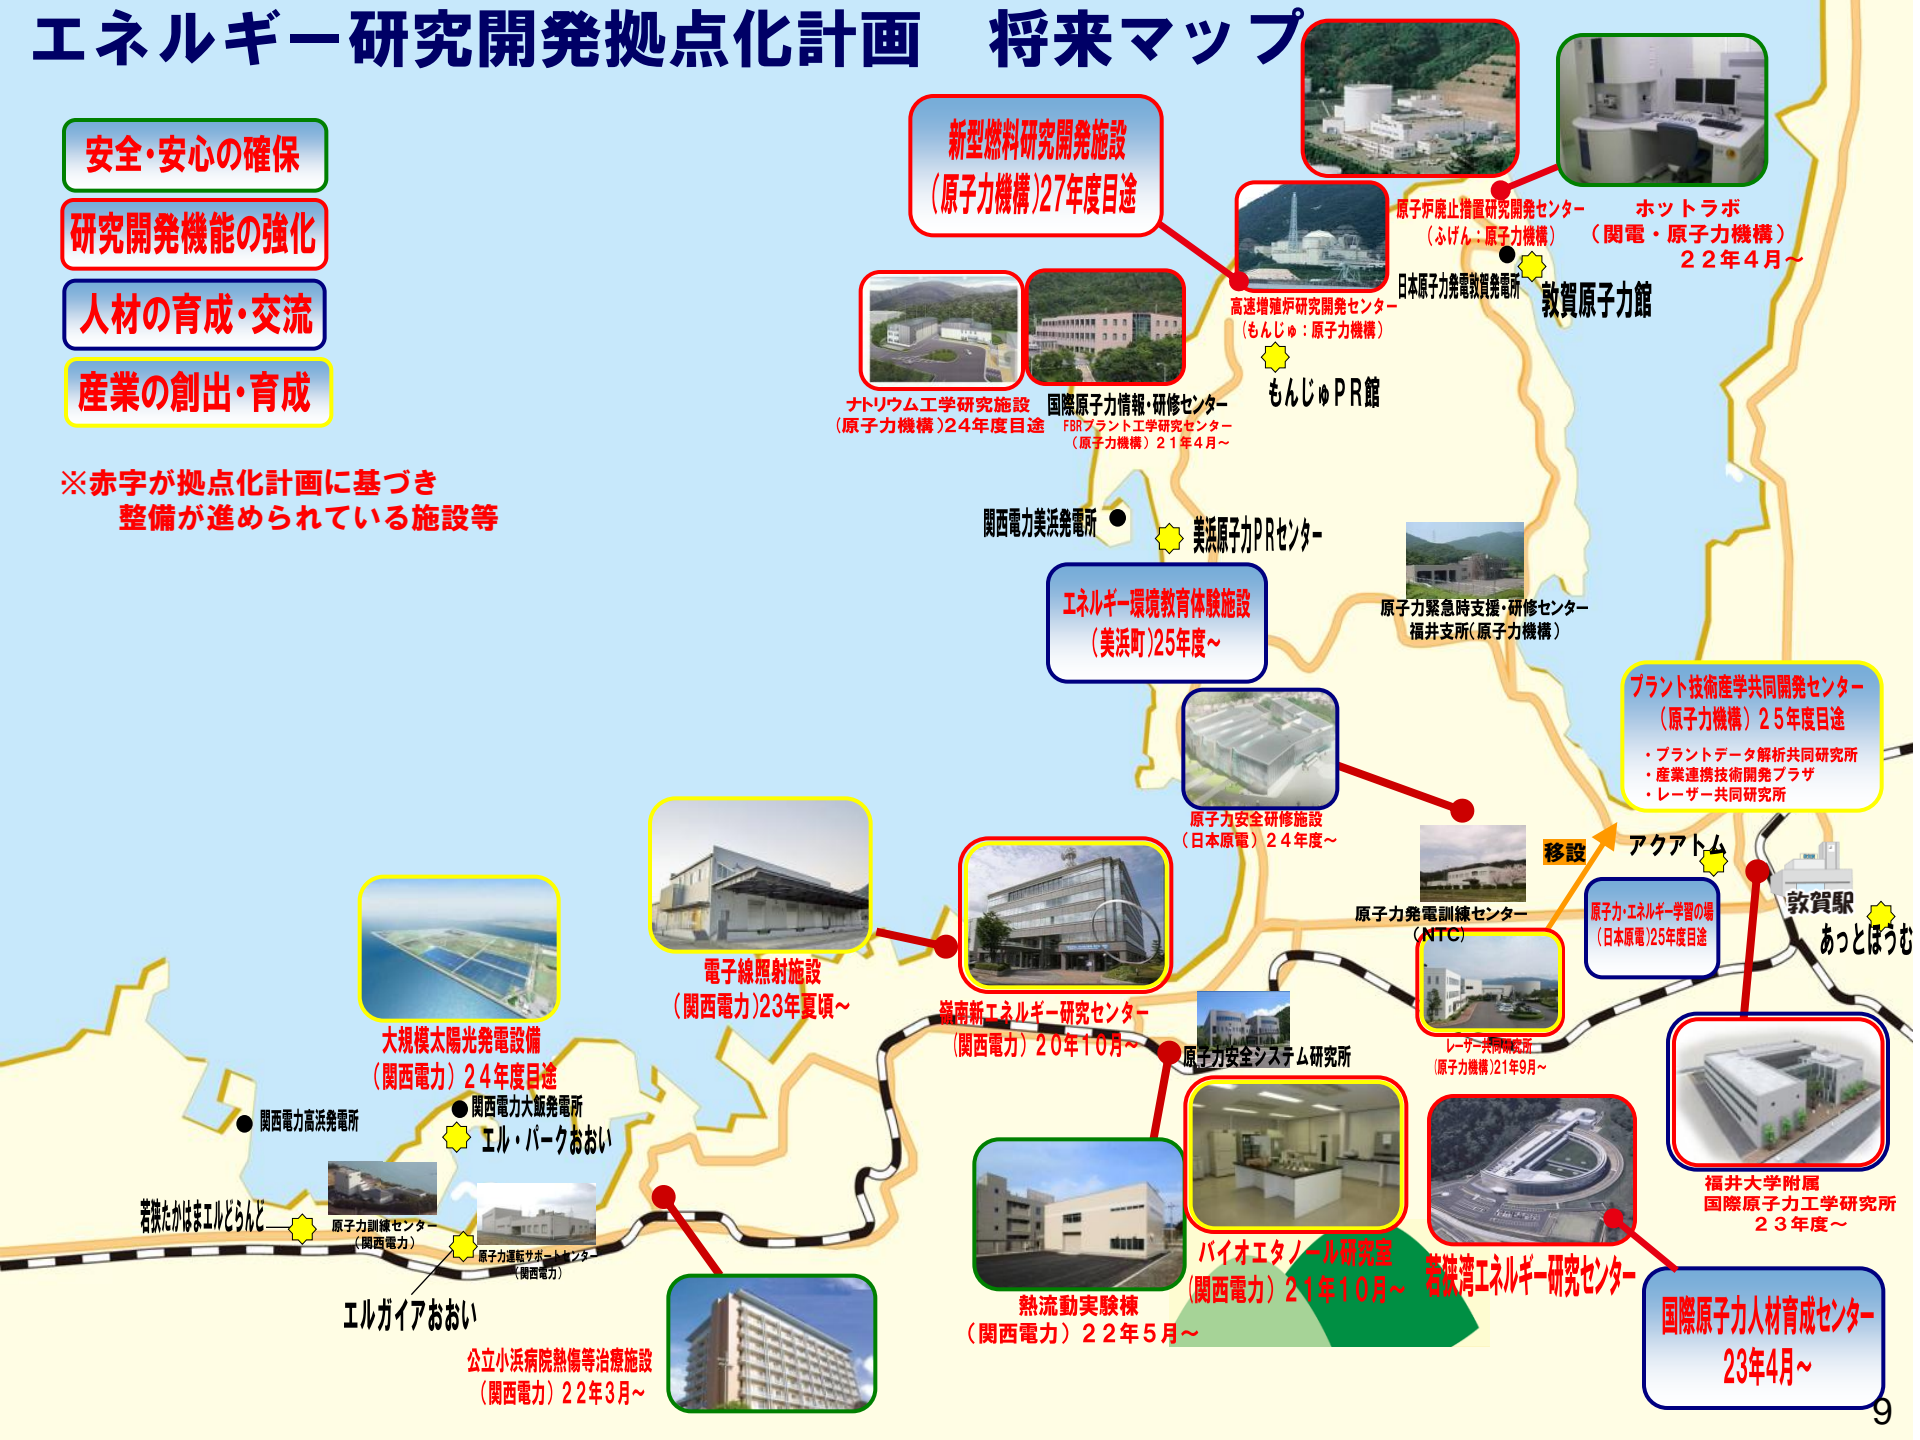 エネルギー研究開発拠点化計画　将来マップ
安全・安心の確保
研究開発機能の強化
人材の育成・交流
産業の創出・育成
※赤字が拠点化計画に基づき
整備が進められている施設等
新型燃料研究開発施設
（原子力機構）27年度目途
原子炉廃止措置研究開発センター
（ふげん：原子力機構）
ホットラボ
（関電・原子力機構）
２２年４月～
日本原子力発電敦賀発電所
敦賀原子力館
高速増殖炉研究開発センター
（もんじゅ：原子力機構）
もんじゅＰＲ館
ナトリウム工学研究施設
（原子力機構）24年度目途
国際原子力情報・研修センター
FBRプラント工学研究センター
（原子力機構）２１年４月～
関西電力美浜発電所
美浜原子力ＰＲセンター
エネルギー環境教育体験施設
（美浜町）25年度～
原子力緊急時支援・研修センター
福井支所（原子力機構）
プラント技術産学共同開発センター
（原子力機構）２５年度目途
・プラントデータ解析共同研究所
・産業連携技術開発プラザ
・レーザー共同研究所
原子力安全研修施設
（日本原電）２４年度～
移設
アクアトム
敦賀駅
あっとほうむ
原子力・エネルギー学習の場
（日本原電）25年度目途
原子力発電訓練センター
（NTC）
レーザー共同研究所
（原子力機構）21年9月～
電子線照射施設
（関西電力）23年夏頃～
嶺南新エネルギー研究センター
（関西電力）２０年１０月～
原子力安全システム研究所
大規模太陽光発電設備
（関西電力）２４年度目途
関西電力大飯発電所
エル・パークおおい
関西電力高浜発電所
若狭たかはまエルどらんど
原子力訓練センター
（関西電力）
原子力運転サポートセンター
（関西電力）
エルガイアおおい
公立小浜病院熱傷等治療施設
（関西電力）２２年３月～
熱流動実験棟
（関西電力）２２年５月～
バイオエタノール研究室
（関西電力）２１年１０月～
若狭湾エネルギー研究センター
福井大学附属
国際原子力工学研究所
２３年度～
国際原子力人材育成センター
23年4月～
9